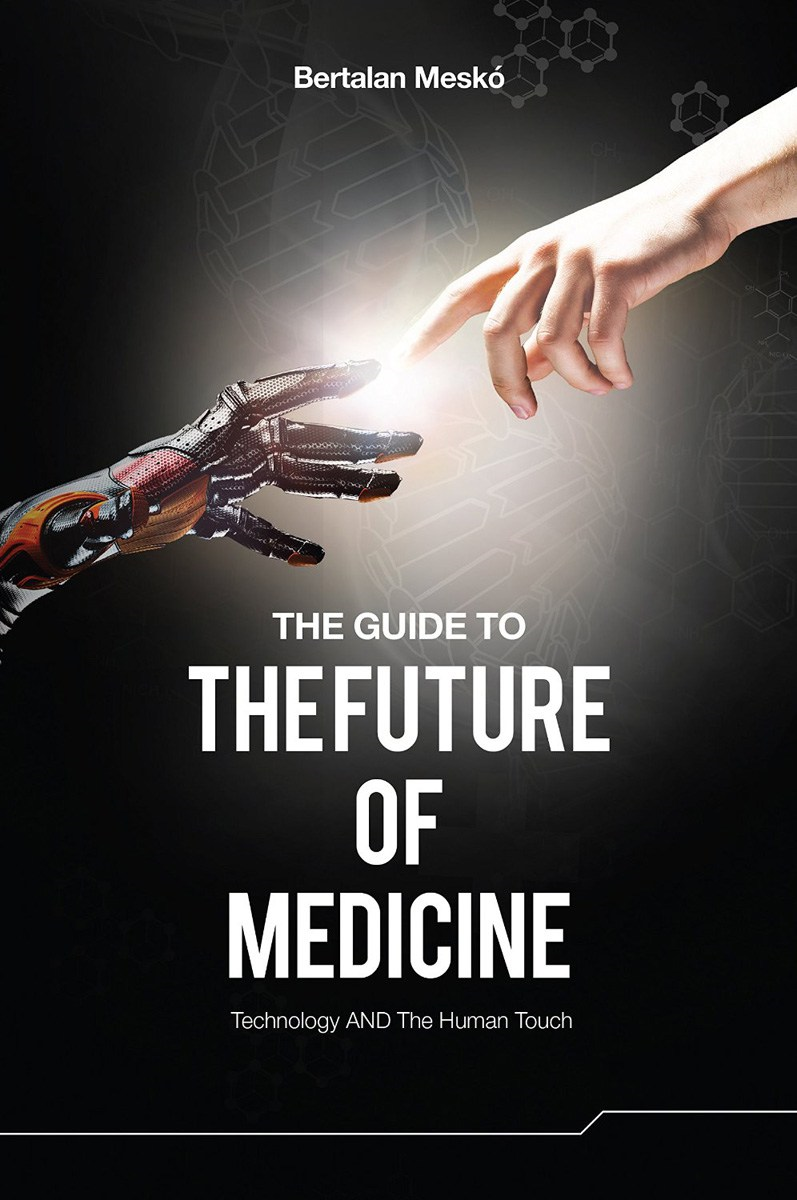 Bertalan Meskó
THE GUIDE TO
THE FUTURE
OF
MEDICINE
Technology AND The Human Touch